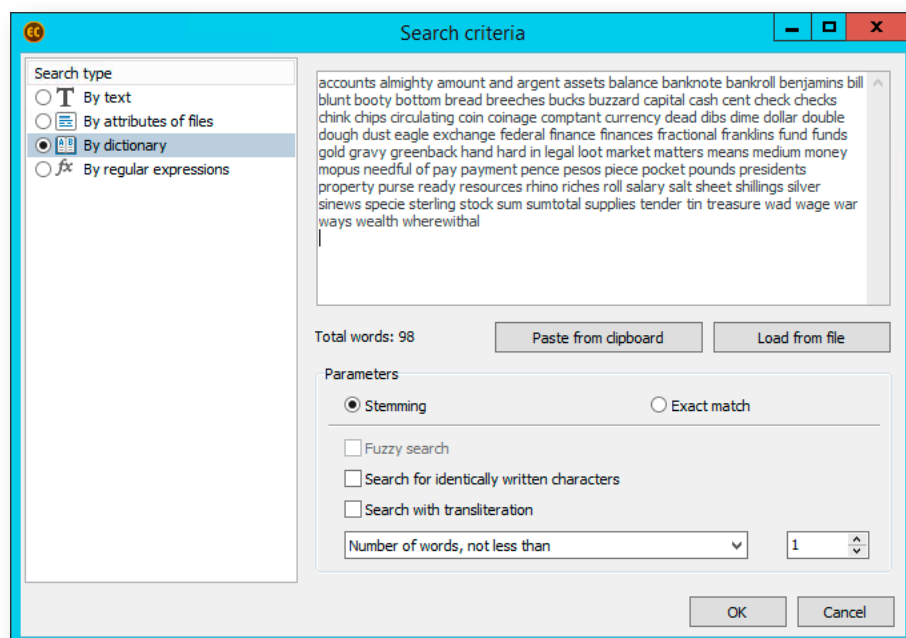 EC
Search criteria
Search type
T By text
By attributes of files
By dictionary
fx By regular expressions
accounts almighty amount and argent assets balance banknote bankroll benjamins bill
blunt booty bottom bread breeches bucks buzzard capital cash cent check checks
chink chips circulating coin coinage comptant currency dead dibs dime dollar double
dough dust eagle exchange federal finance finances fractional franklins fund funds
gold gravy greenback hand hard in legal loot market matters means medium money
mopus needful of pay payment pence pesos piece pocket pounds presidents
property purse ready resources rhino riches roll salary salt sheet shillings silver
sinews specie sterling stock sum sumtotal supplies tender tin treasure wad wage war
ways wealth wherewithal
Total words: 98
Paste from clipboard
Load from file
Parameters
Stemming
Exact match
Fuzzy search
Search for identically written characters
Search with transliteration
Number of words, not less than
1
OK
Cancel